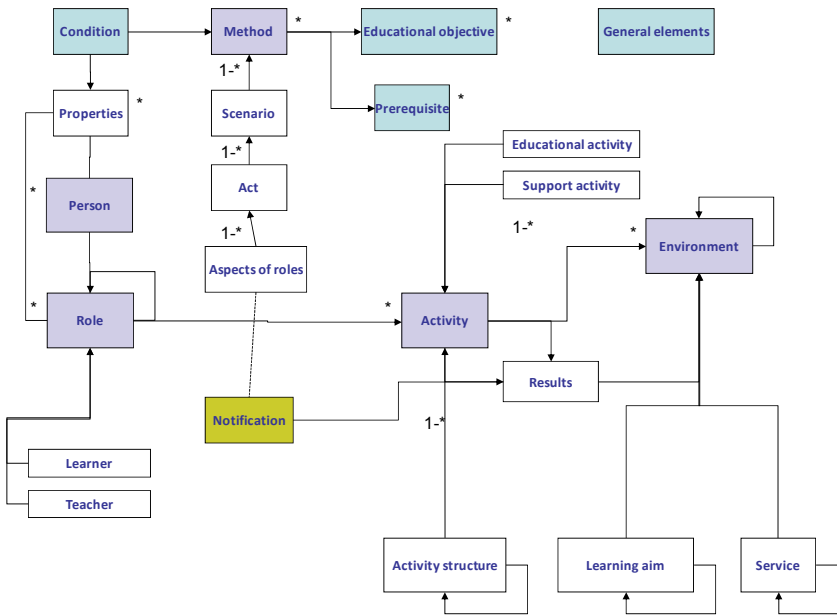 Condition
Method
*
Educational objective
*
General elements
1-*
Properties
*
Scenario
Prerequisite
*
1-*
Educational activity
Act
Support activity
*
Person
1-*
1-*
*
Environment
Aspects of roles
*
Role
*
Activity
Results
Notification
1-*
Learner
Teacher
Activity structure
Learning aim
Service